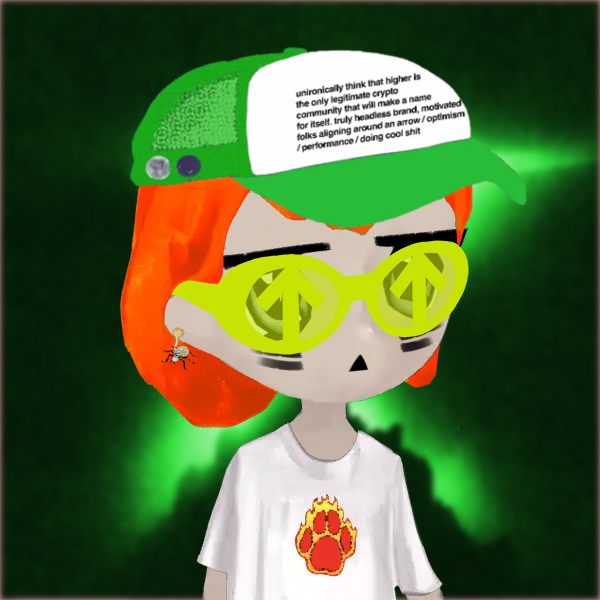 unironically think that higher is
the only legitimate crypto
community that will make a name
for itself. truly headless brand, motivated
folks aligning around an arrow / optimism
/ performance / doing cool shit